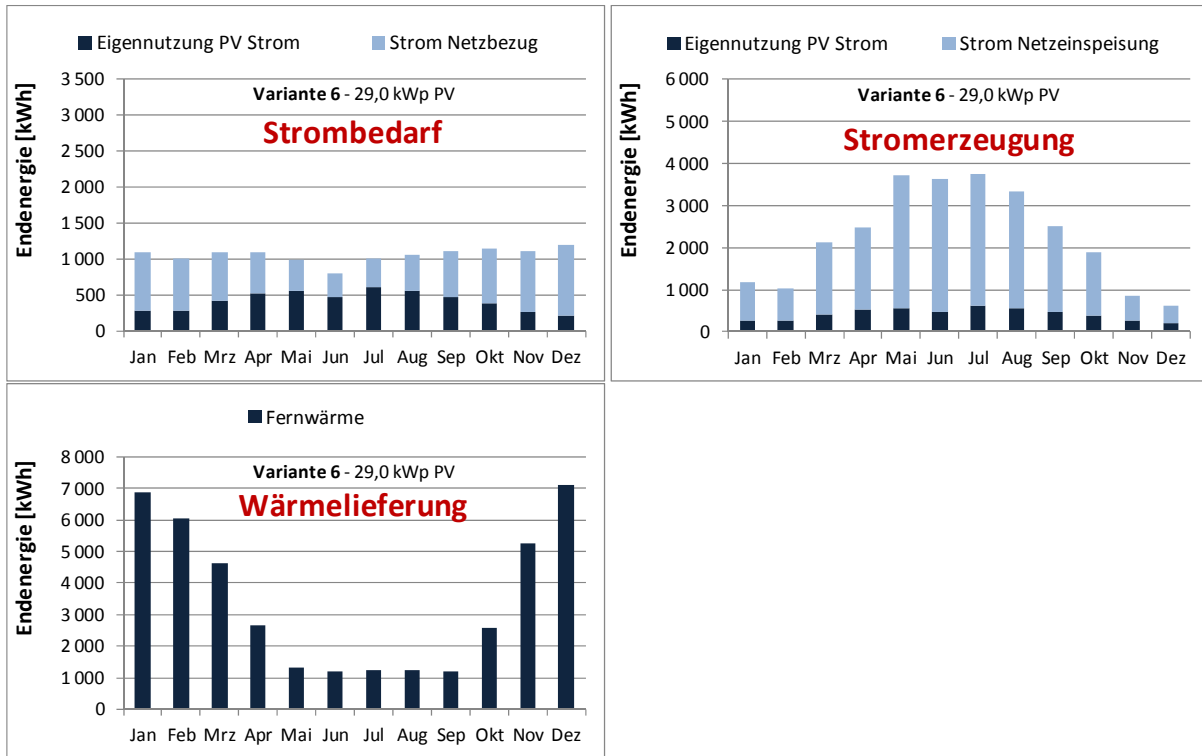 Eigennutzung PV Strom Strom Netzbezug
Endenergie [kWh]
Variante 6 - 29,0 kWp PV
Strombedarf
3 500
3 000
2 500
2 000
1 500
1 000
500
0
Jan Feb Mrz Apr Mai Jun Jul Aug Sep Okt Nov Dez
Eigennutzung PV Strom Strom Netzeinspeisung
Endenergie [kWh]
Variante 6 - 29,0 kWp PV
Stromerzeugung
6 000
5 000
4 000
3 000
2 000
1 000
0
Jan Feb Mrz Apr Mai Jun Jul Aug Sep Okt Nov Dez
Fernwärme
Endenergie [kWh]
Variante 6 - 29,0 kWp PV
Wärmelieferung
8 000
7 000
6 000
5 000
4 000
3 000
2 000
1 000
0
Jan Feb Mrz Apr Mai Jun Jul Aug Sep Okt Nov Dez